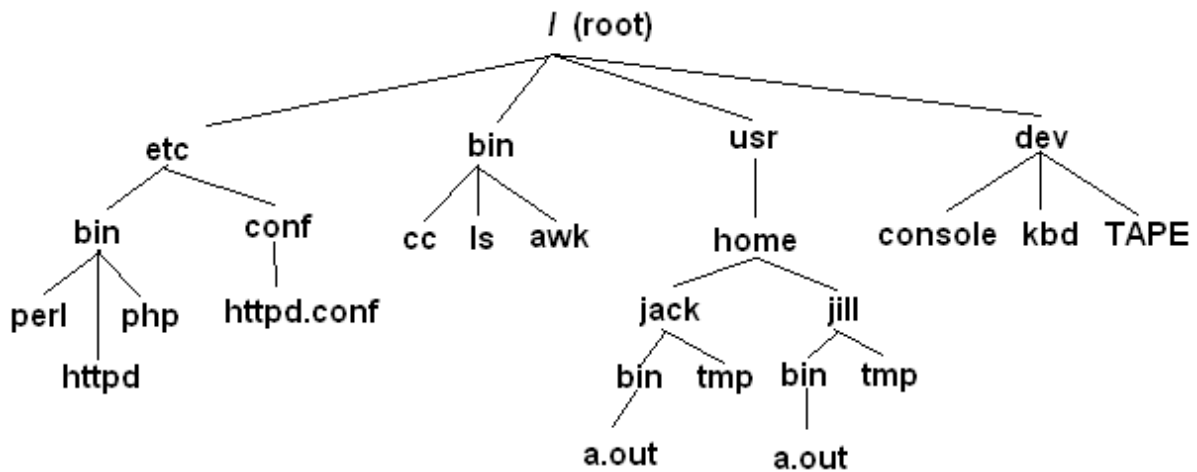 / (root)
etc bin usr dev
bin conf cc ls awk home console kbd TAPE
perl php httpd.conf jack jill
httpd bin tmp bin tmp
a.out a.out